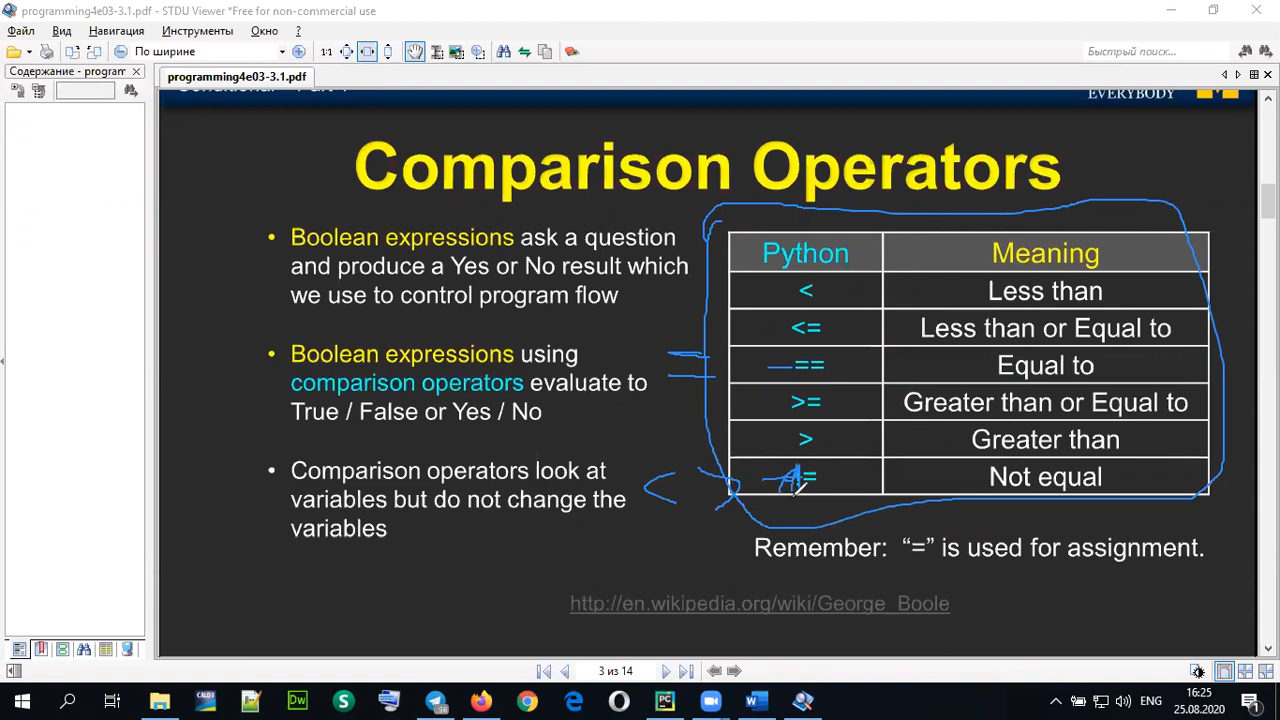 programming4e03-3.1.pdf - STDU Viewer *Free for non-commercial use
Файл Вид Навигация Инструменты Окно ?
1:1 По ширине Быстрый поиск...
Содержание - program
programming4e03-3.1.pdf
EVERYBODY
Comparison Operators
• Boolean expressions ask a question
and produce a Yes or No result which
we use to control program flow
• Boolean expressions using
comparison operators evaluate to
True / False or Yes / No
• Comparison operators look at
variables but do not change the
variables
Python Meaning
< Less than
<= Less than or Equal to
== Equal to
>= Greater than or Equal to
> Greater than
!= Not equal
Remember: “=” is used for assignment.
http://en.wikipedia.org/wiki/George_Boole
3 из 14
ENG
16:25
25.08.2020